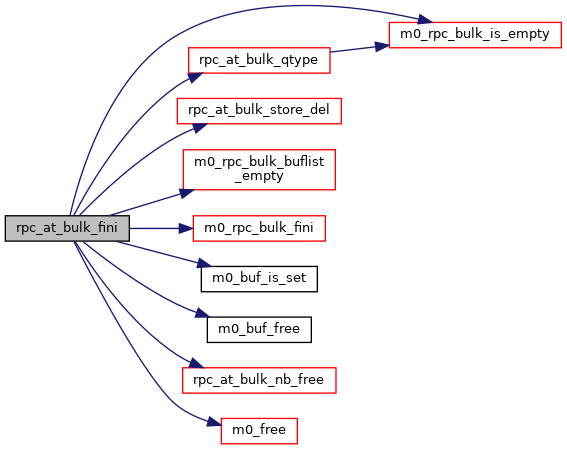 m0_rpc_bulk_is_empty
rpc_at_bulk_qtype
rpc_at_bulk_store_del
m0_rpc_bulk_buflist
_empty
rpc_at_bulk_fini
m0_rpc_bulk_fini
m0_buf_is_set
m0_buf_free
rpc_at_bulk_nb_free
m0_free